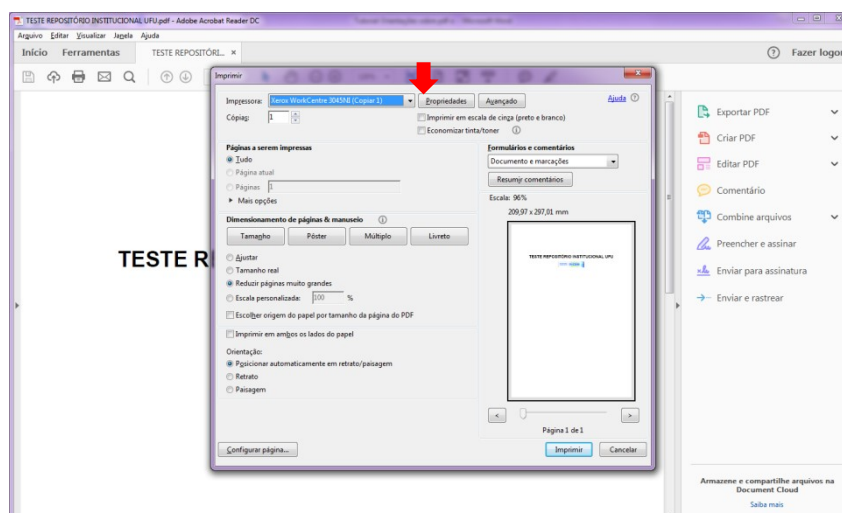 TESTE REPOSITÓRIO INSTITUCIONAL UFU.pdf - Adobe Acrobat Reader DC
Arquivo Editar Visualizar Janela Ajuda
Início Ferramentas TESTE REPOSITÓRI... × Fazer logon
Imprimir
Impressora: Xerox WorkCentre 3045NI (Copiar 1) Propriedades Avançado Ajuda
Cópias: 1 Imprimir em escala de cinza (preto e branco)
Economizar tinta/toner
Páginas a serem impressas
Tudo
Página atual
Páginas 1
Mais opções
Dimensionamento de páginas & manuseio
Tamanho Pôster Múltiplo Livreto
Ajustar
Tamanho real
Reduzir páginas muito grandes
Escala personalizada: 100 %
Escolher origem do papel por tamanho da página do PDF
Imprimir em ambos os lados do papel
Orientação:
Posicionar automaticamente em retrato/paisagem
Retrato
Paisagem
Formulários e comentários
Documento e marcações
Resumir comentários
Escala: 96%
209,97 x 297,01 mm
TESTE REPOSITÓRIO INSTITUCIONAL UFU
< >
Página 1 de 1
Configurar página... Imprimir Cancelar
TESTE R
Exportar PDF
Criar PDF
Editar PDF
Comentário
Combine arquivos
Preencher e assinar
Enviar para assinatura
Enviar e rastrear
Armazene e compartilhe arquivos na
Document Cloud
Saiba mais